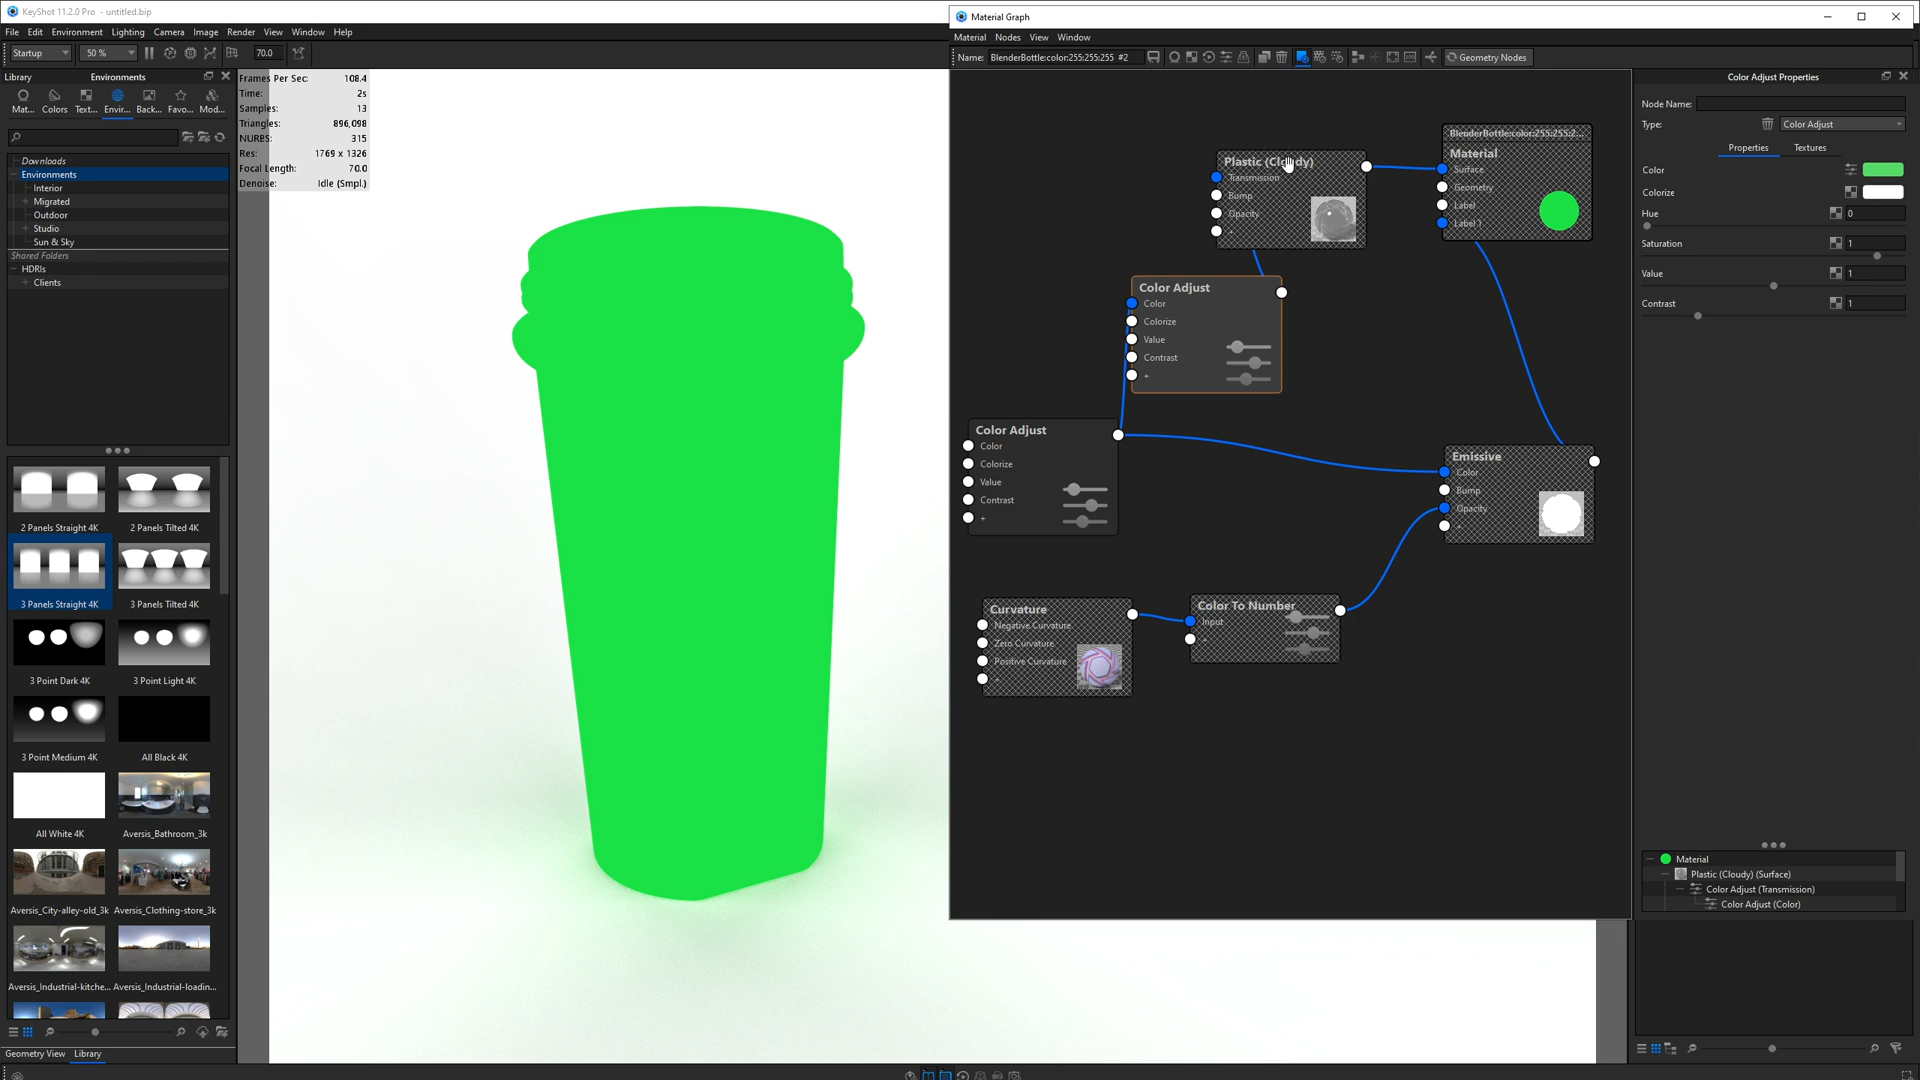 KeyShot 11.2.0 Pro - untitled.bip
File Edit Environment Lighting Camera Image Render View Window Help
Startup 50 % 70.0
Library Environments
Mat... Colors Text... Envir... Back... Favo... Mod...
Downloads
Environments
Interior
Migrated
Outdoor
Studio
Sun & Sky
Shared Folders
HDRIs
Clients
2 Panels Straight 4K 2 Panels Tilted 4K
3 Panels Straight 4K 3 Panels Tilted 4K
3 Point Dark 4K 3 Point Light 4K
3 Point Medium 4K All Black 4K
All White 4K Aversis_Bathroom_3k
Aversis_City-alley-old_3k Aversis_Clothing-store_3k
Aversis_Industrial-kitche... Aversis_Industrial-loadin...
Geometry View Library
Frames Per Sec: 108.4
Time: 2s
Samples: 13
Triangles: 896,098
NURBS: 315
Res: 1769 x 1326
Focal Length: 70.0
Denoise: Idle (Smpl.)
Material Graph
Material Nodes View Window
Name: BlenderBottle:color:255:255:255 #2 Geometry Nodes
Plastic (Cloudy)
Transmission
Bump
Opacity
+
BlenderBottle:color:255:255:2...
Material
Surface
Geometry
Label
Label 1
Color Adjust
Color
Colorize
Value
Contrast
+
Color Adjust
Color
Colorize
Value
Contrast
+
Emissive
Color
Bump
Opacity
+
Curvature
Negative Curvature
Zero Curvature
Positive Curvature
+
Color To Number
Input
+
Color Adjust Properties
Node Name:
Type: Color Adjust
Properties Textures
Color
Colorize
Hue 0
Saturation 1
Value 1
Contrast 1
Material
Plastic (Cloudy) (Surface)
Color Adjust (Transmission)
Color Adjust (Color)